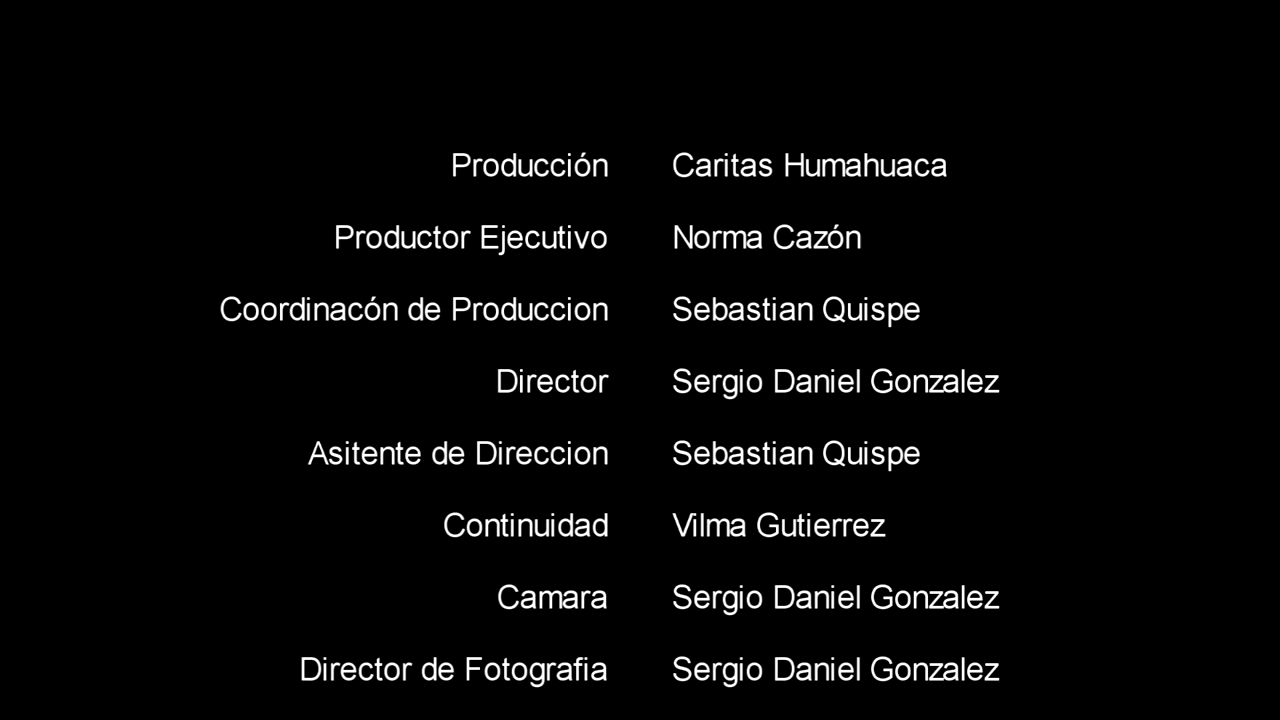 Producción Caritas Humahuaca
Productor Ejecutivo Norma Cazón
Coordinacón de Produccion Sebastian Quispe
Director Sergio Daniel Gonzalez
Asitente de Direccion Sebastian Quispe
Continuidad Vilma Gutierrez
Camara Sergio Daniel Gonzalez
Director de Fotografia Sergio Daniel Gonzalez